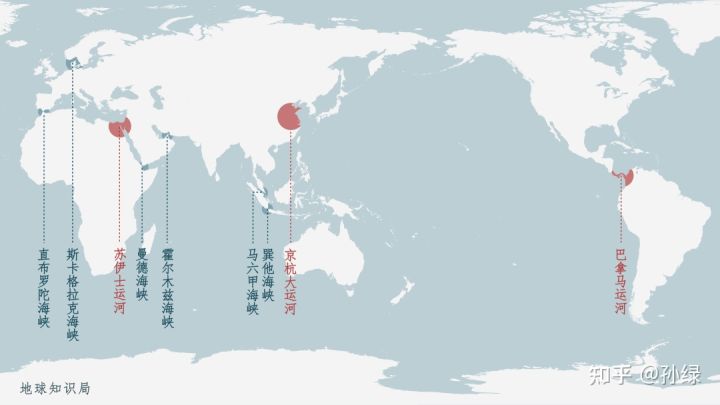 直布罗陀海峡
斯卡格拉克海峡
苏伊士运河
曼德海峡
霍尔木兹海峡
马六甲海峡
巽他海峡
京杭大运河
巴拿马运河
地球知识局
知乎 @孙绿